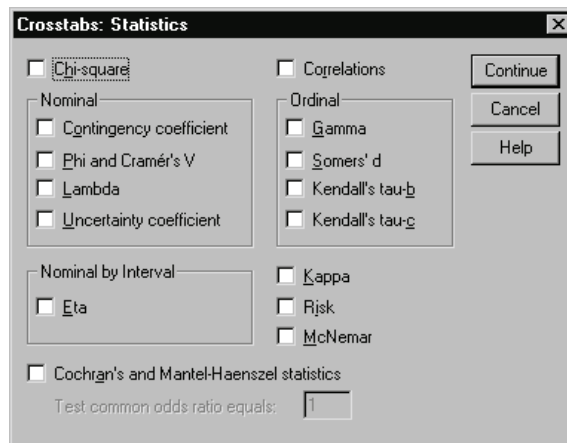 Crosstabs: Statistics
Chi-square
Correlations
Continue
Nominal
Ordinal
Cancel
Contingency coefficient
Gamma
Help
Phi and Cramér's V
Somers' d
Lambda
Kendall's tau-b
Uncertainty coefficient
Kendall's tau-c
Nominal by Interval
Kappa
Eta
Risk
McNemar
Cochran's and Mantel-Haenszel statistics
Test common odds ratio equals: 1